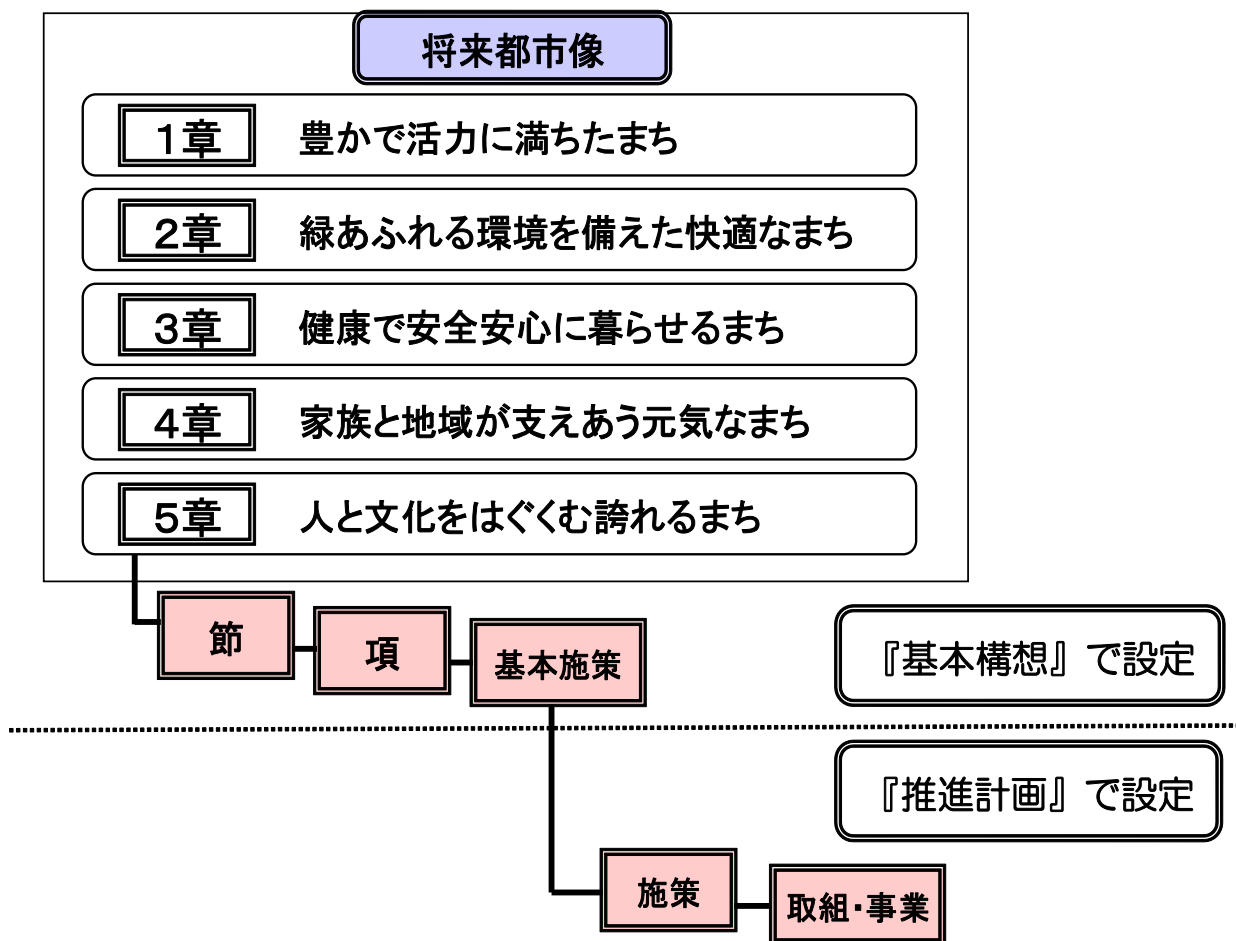 将来都市像
1章 豊かで活力に満ちたまち
2章 緑あふれる環境を備えた快適なまち
3章 健康で安全安心に暮らせるまち
4章 家族と地域が支えあう元気なまち
5章 人と文化をはぐくむ誇れるまち
節
項
基本施策
『基本構想』で設定
『推進計画』で設定
施策
取組・事業